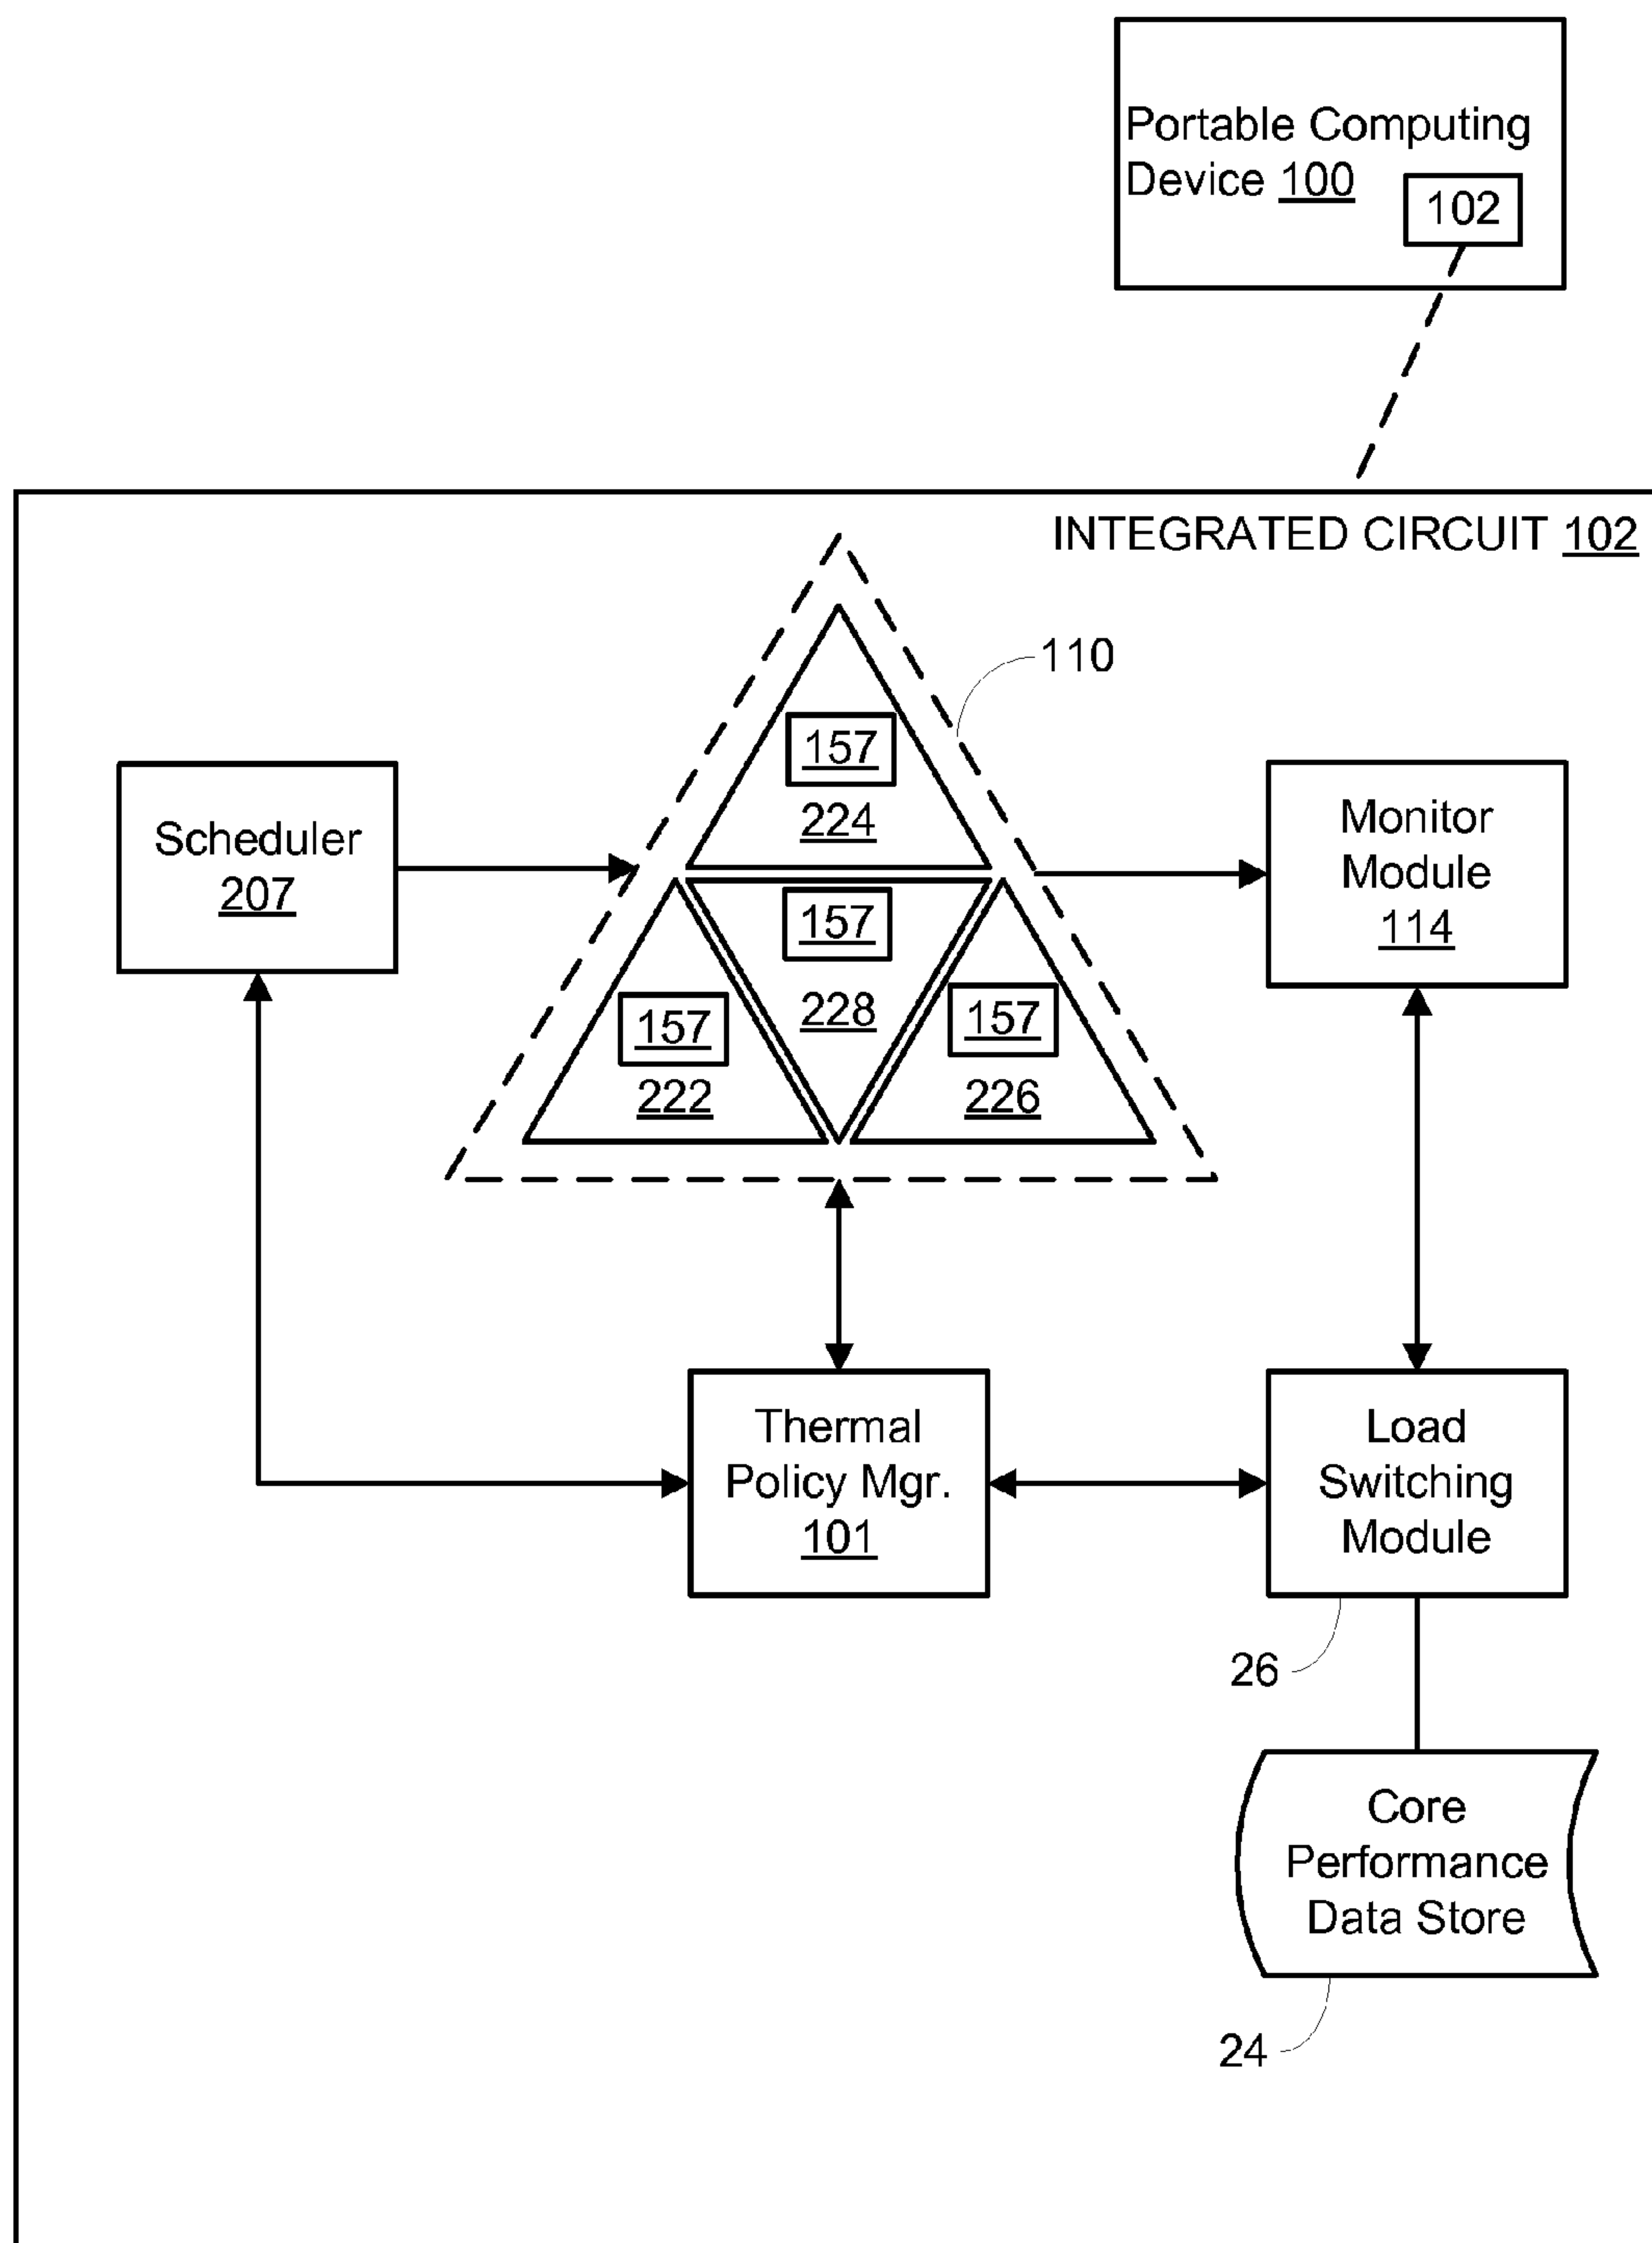 Portable Computing
Device 100
102
INTEGRATED CIRCUIT 102
110
157
224
Scheduler
207
Monitor
Module
114
157
228
157
222
157
226
Thermal
Policy Mgr.
101
Load
Switching
Module
26
Core
Performance
Data Store
24